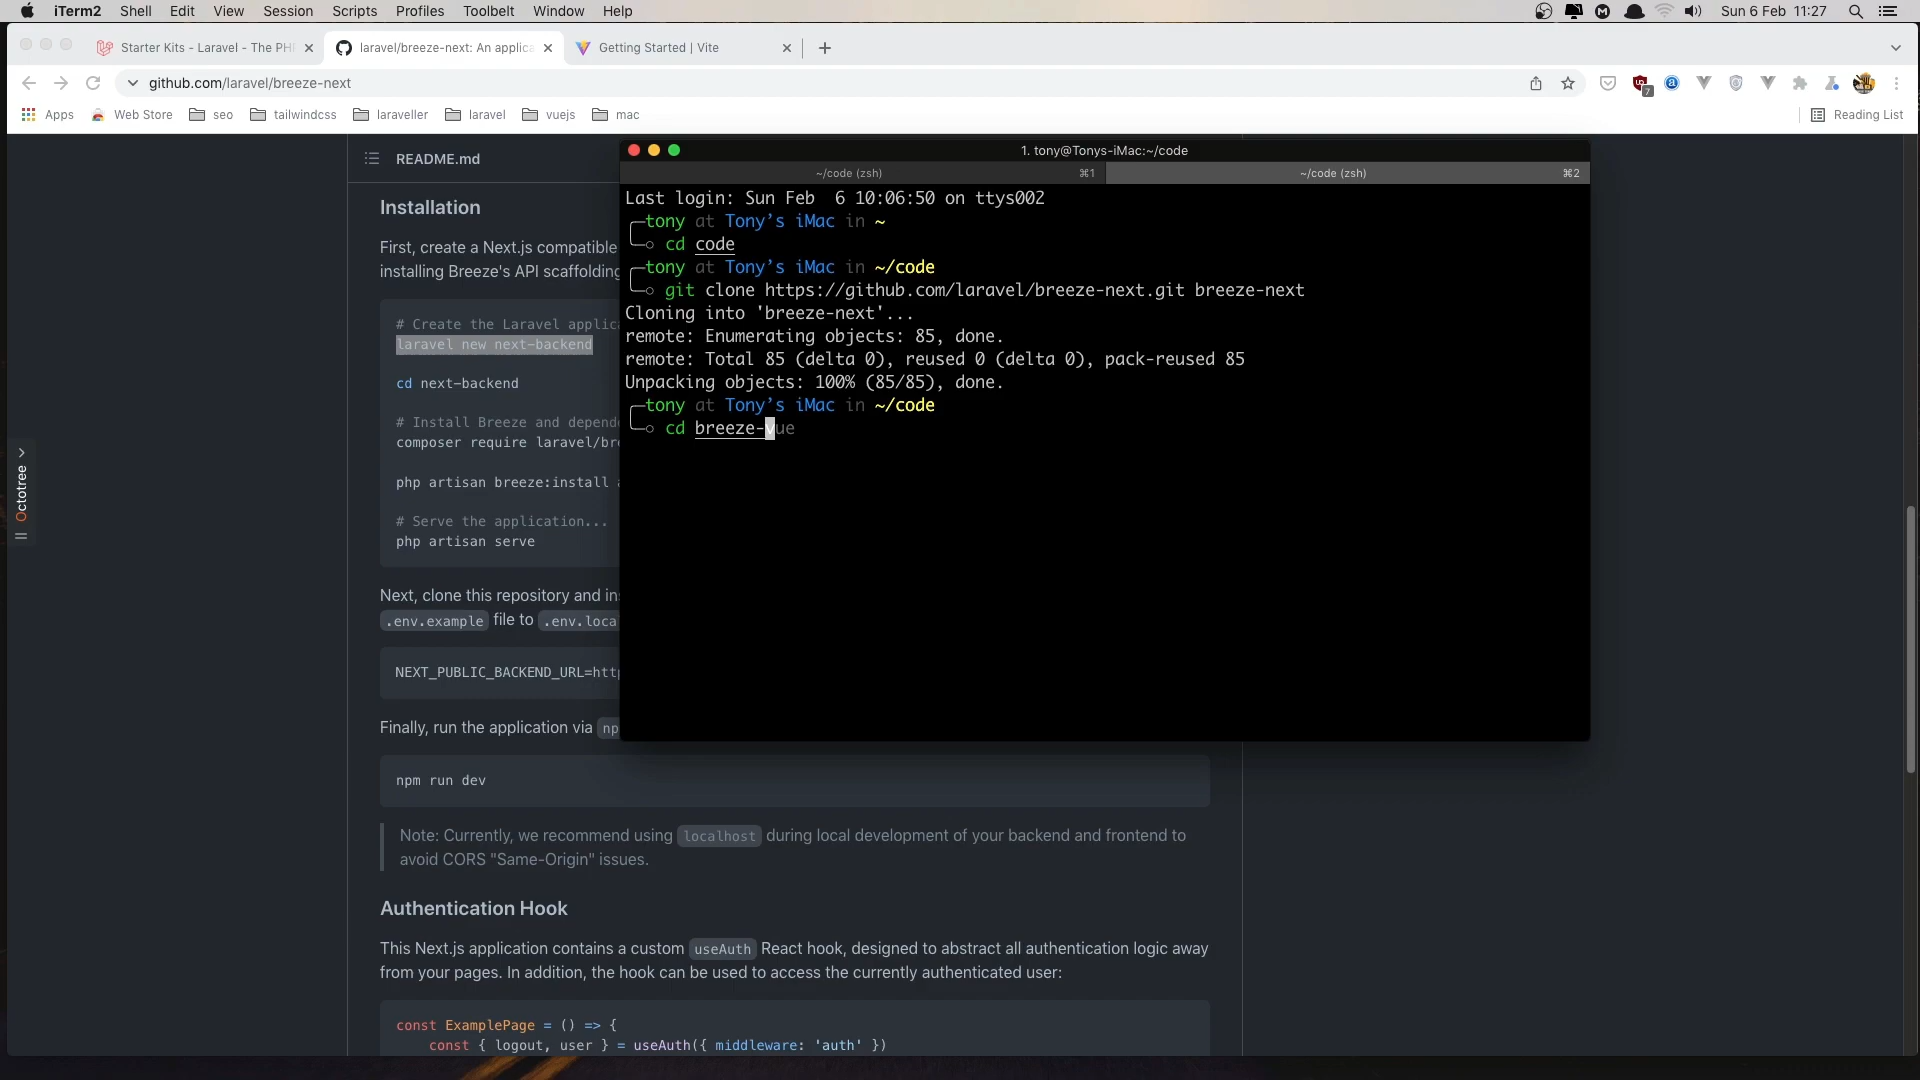 iTerm2 Shell Edit View Session Scripts Profiles Toolbelt Window Help Sun 6 Feb 11:27
Starter Kits - Laravel - The PH laravel/breeze-next: An applica Getting Started | Vite
github.com/laravel/breeze-next
7
Apps Web Store seo tailwindcss laraveller laravel vuejs mac Reading List
README.md
Installation
First, create a Next.js compatible
installing Breeze's API scaffolding
# Create the Laravel applic
laravel new next-backend
cd next-backend
# Install Breeze and depend
composer require laravel/br
php artisan breeze:install
# Serve the application...
php artisan serve
Next, clone this repository and in
.env.example file to .env.loca
NEXT_PUBLIC_BACKEND_URL=http
Finally, run the application via np
npm run dev
Note: Currently, we recommend using localhost during local development of your backend and frontend to
avoid CORS "Same-Origin" issues.
Authentication Hook
This Next.js application contains a custom useAuth React hook, designed to abstract all authentication logic away
from your pages. In addition, the hook can be used to access the currently authenticated user:
const ExamplePage = () => {
const { logout, user } = useAuth({ middleware: 'auth' })
Octotree
1. tony@Tonys-iMac:~/code
~/code (zsh) ⌘1 ~/code (zsh) ⌘2
Last login: Sun Feb  6 10:06:50 on ttys002
tony at Tony’s iMac in ~
cd code
tony at Tony’s iMac in ~/code
git clone https://github.com/laravel/breeze-next.git breeze-next
Cloning into 'breeze-next'...
remote: Enumerating objects: 85, done.
remote: Total 85 (delta 0), reused 0 (delta 0), pack-reused 85
Unpacking objects: 100% (85/85), done.
tony at Tony’s iMac in ~/code
cd breeze-vue